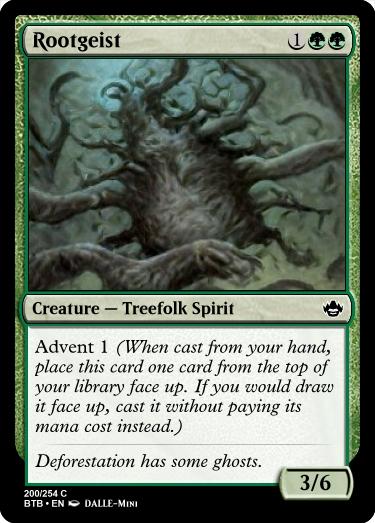 Rootgeist 1
Creature — Treefolk Spirit
Advent 1 (When cast from your hand,
place this card one card from the top of
your library face up. If you would draw
it face up, cast it without paying its
mana cost instead.)
Deforestation has some ghosts.
3/6
200/254 C
BTB • EN DALLE-Mini